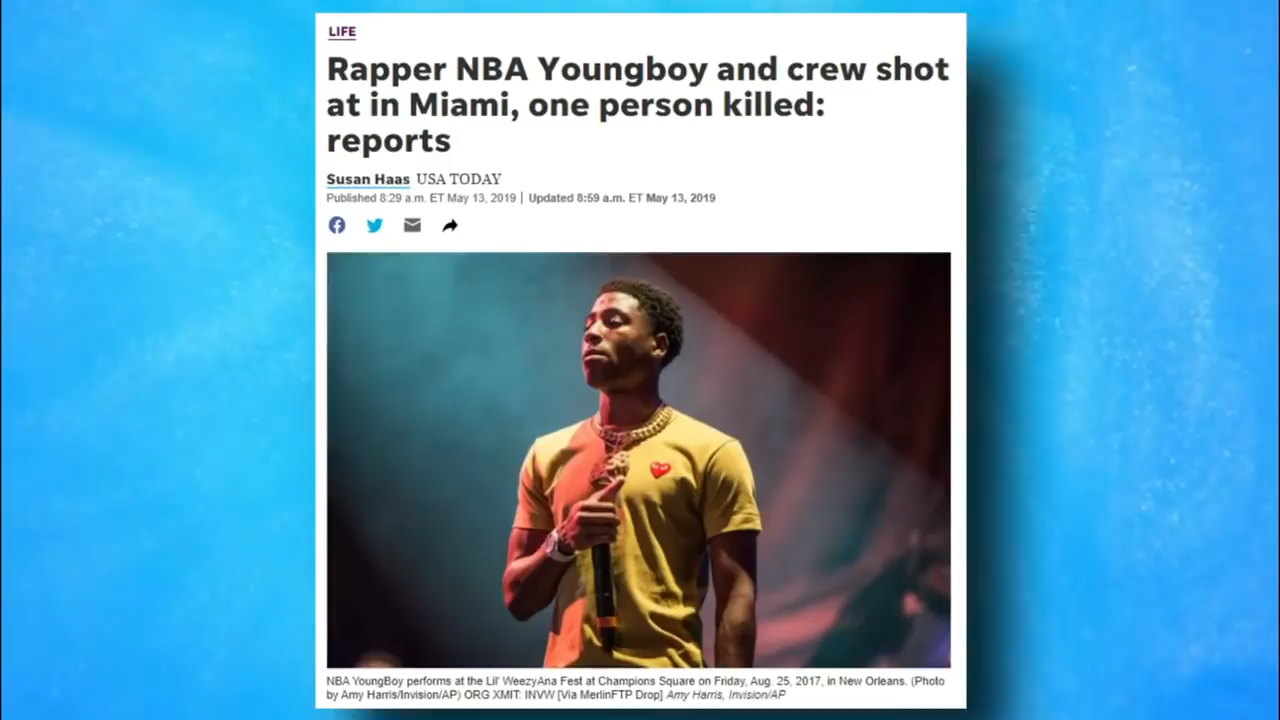 LIFE
Rapper NBA Youngboy and crew shot
at in Miami, one person killed:
reports
Susan Haas USA TODAY
Published 8:29 a.m. ET May 13, 2019 | Updated 8:59 a.m. ET May 13, 2019
NBA YoungBoy performs at the Lil' WeezyAna Fest at Champions Square on Friday, Aug. 25, 2017, in New Orleans. (Photo
by Amy Harris/Invision/AP) ORG XMIT: INVW [Via MerlinFTP Drop] Amy Harris, Invision/AP